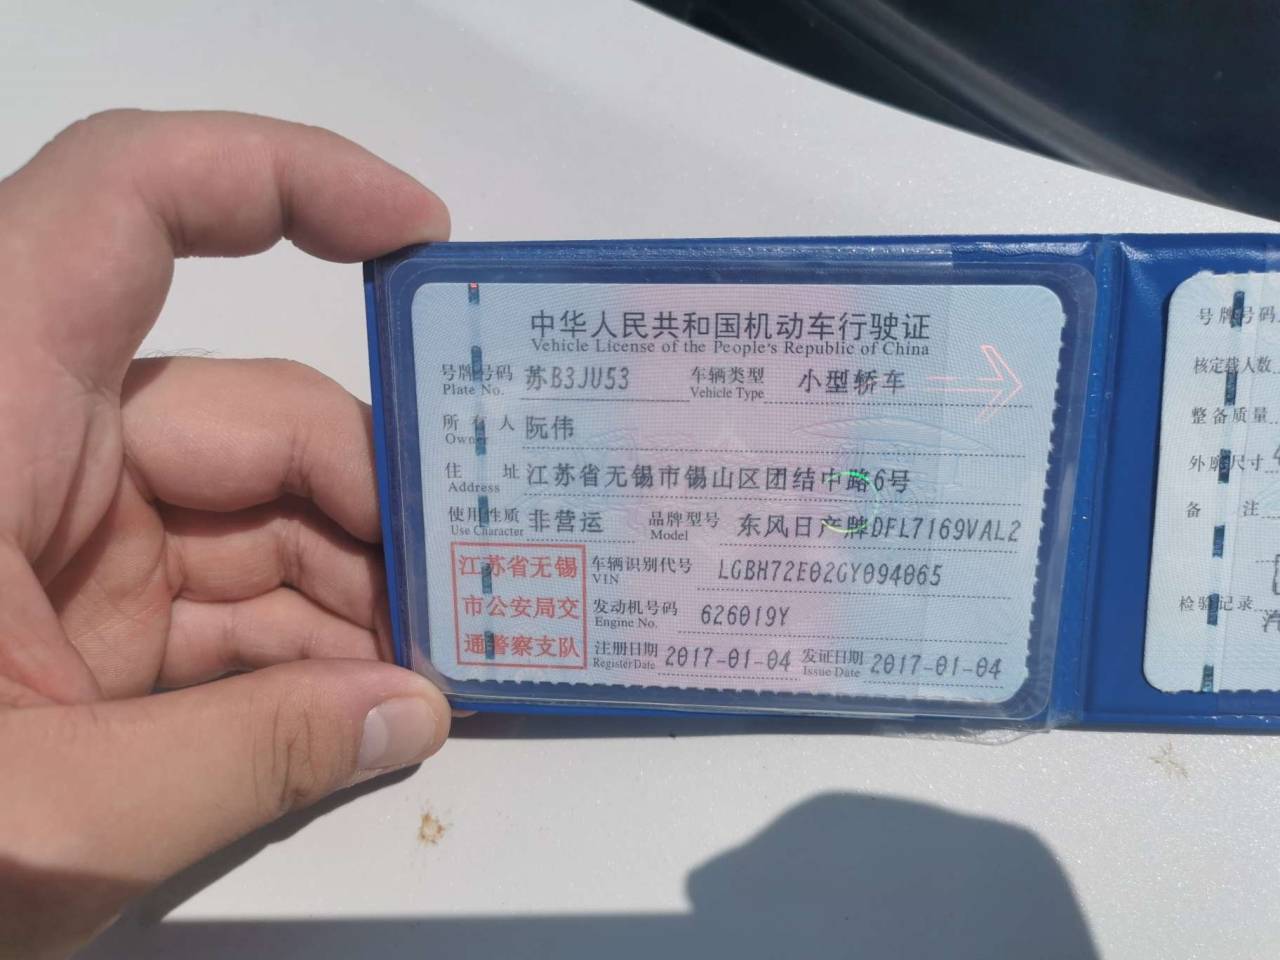 中华人民共和国机动车行驶证
Vehicle License of the People's Republic of China
号牌号码 苏B3JU53 车辆类型 小型轿车
Plate No. Vehicle Type
所有人 阮伟
Owner
住址 江苏省无锡市锡山区团结中路6号
Address
使用性质 非营运 品牌型号 东风日产牌DFL7169VAL2
Use Character Model
江苏省无锡
市公安局交
通警察支队
车辆识别代号 LGBH72E02GY094065
VIN
发动机号码 626019Y
Engine No.
注册日期 2017-01-04 发证日期 2017-01-04
Register Date Issue Date
号牌号码
核定载人数
整备质量
外廓尺寸 4
备注
检验记录